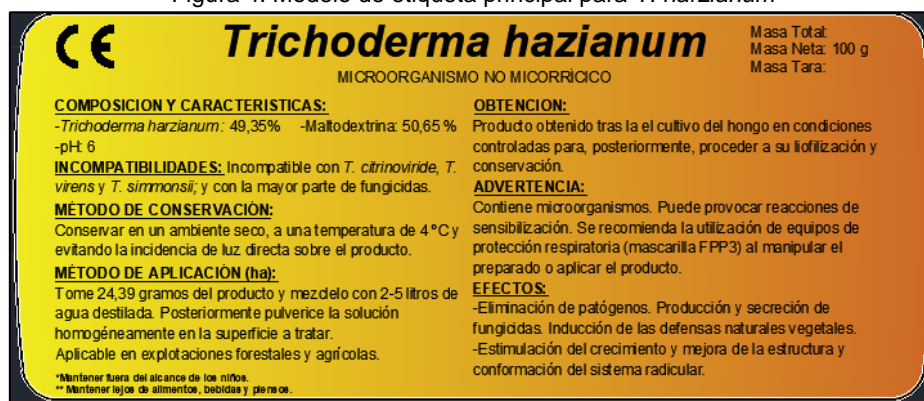 Figura 4. Modelo de etiqueta principal para T. harzianum
CE
Trichoderma hazianum
MICROORGANISMO NO MICORRÍCICO
Masa Total:
Masa Neta: 100 g
Masa Tara:
COMPOSICION Y CARACTERISTICAS:
-Trichoderma harzianum: 49,35% -Maltodextrina: 50,65 %
-pH: 6
INCOMPATIBILIDADES: Incompatible con T. citrinoviride, T.
virens y T. simmonsii; y con la mayor parte de fungicidas.
MÉTODO DE CONSERVACIÓN:
Conservar en un ambiente seco, a una temperatura de 4 ºC y
evitando la incidencia de luz directa sobre el producto.
MÉTODO DE APLICACIÓN (ha):
Tome 24,39 gramos del producto y mezclelo con 2-5 litros de
agua destilada. Posteriormente pulverice la solución
homogéneamente en la superficie a tratar.
Aplicable en explotaciones forestales y agrícolas.
*Mantener fuera del alcance de los niños.
** Mantener lejos de alimentos, bebidas y piensos.
OBTENCION:
Producto obtenido tras la el cultivo del hongo en condiciones
controladas para, posteriormente, proceder a su liofilización y
conservación.
ADVERTENCIA:
Contiene microorganismos. Puede provocar reacciones de
sensibilización. Se recomienda la utilización de equipos de
protección respiratoria (mascarilla FPP3) al manipular el
preparado o aplicar el producto.
EFECTOS:
-Eliminación de patógenos. Producción y secreción de
fungicidas. Inducción de las defensas naturales vegetales.
-Estimulación del crecimiento y mejora de la estructura y
conformación del sistema radicular.